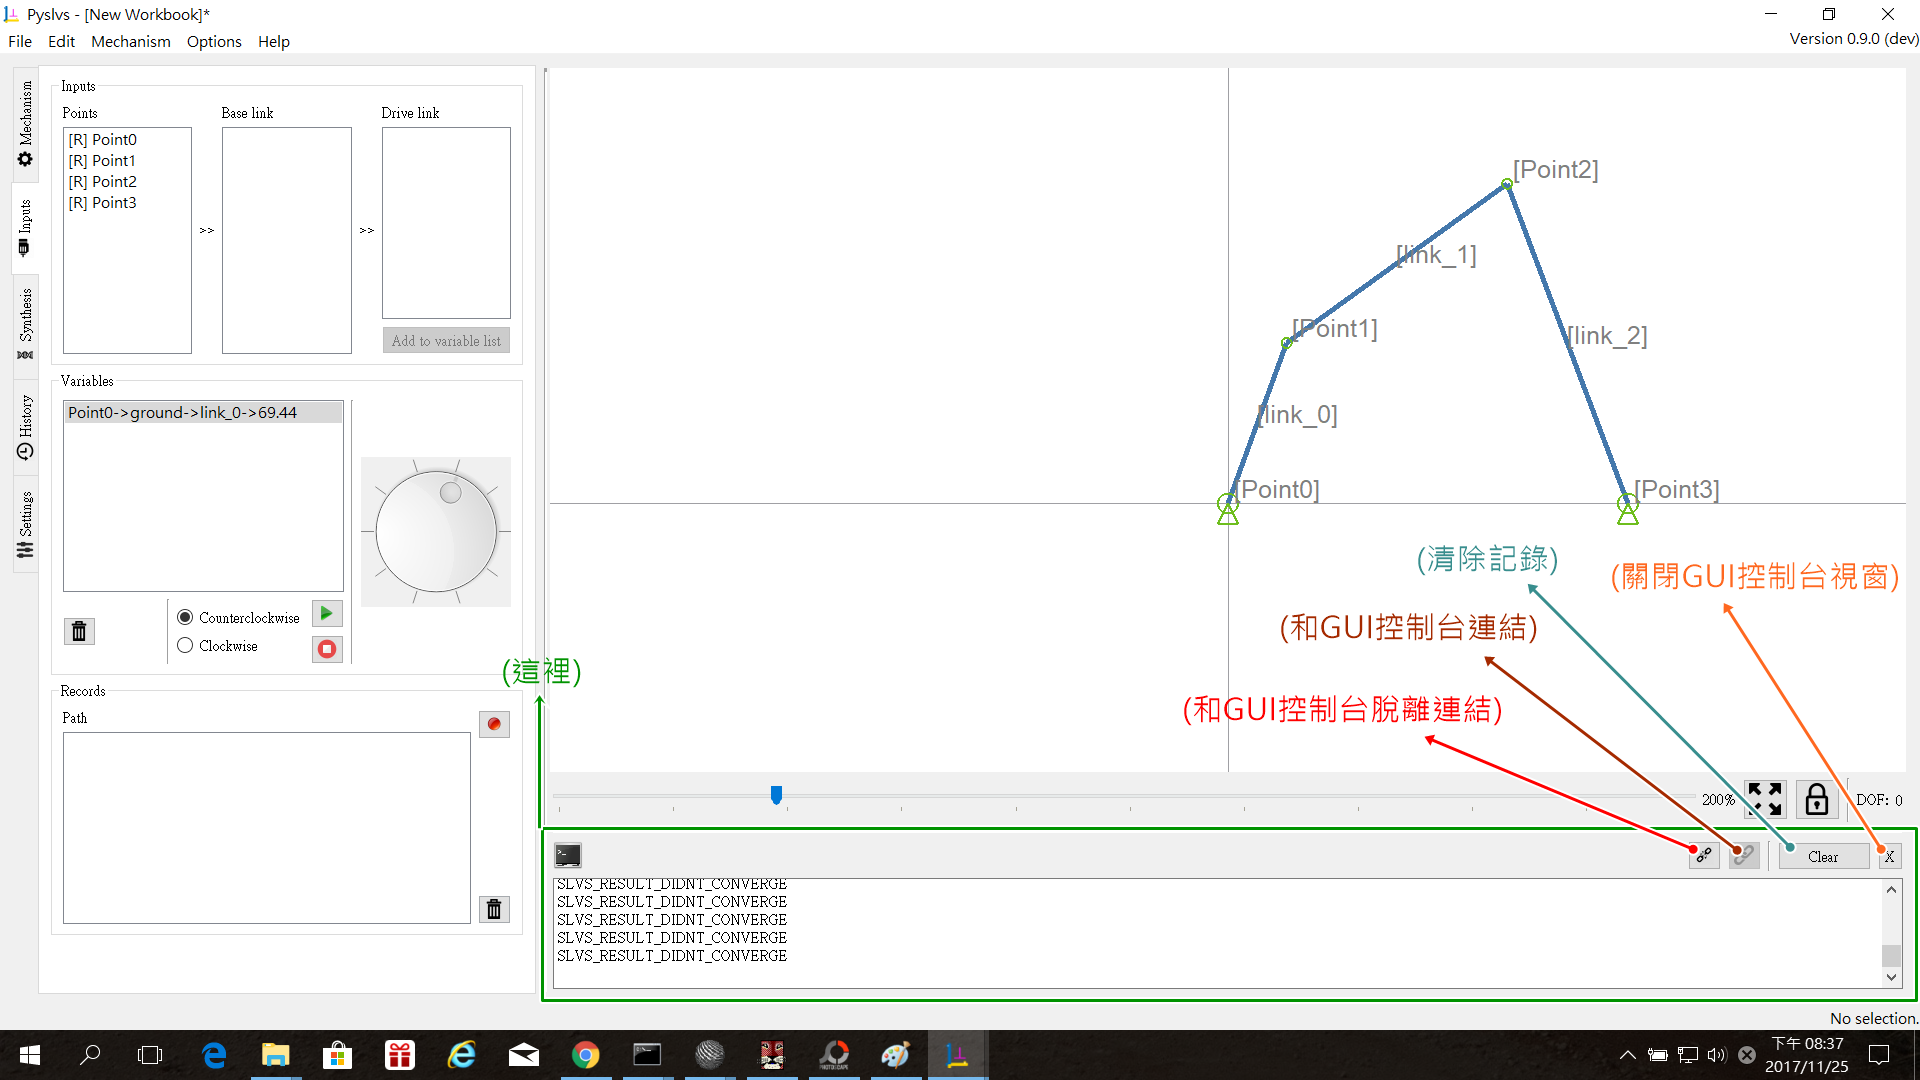 Pyslvs - [New Workbook]*
File Edit Mechanism Options Help
Version 0.9.0 (dev)
Mechanism
Inputs
Synthesis
History
Settings
Inputs
Points
Base link
Drive link
[R] Point0
[R] Point1
[R] Point2
[R] Point3
>>
>>
Add to variable list
Variables
Point0->ground->link_0->69.44
Counterclockwise
Clockwise
Records
Path
[Point2]
[link_1]
[Point1]
[link_2]
[link_0]
[Point0]
[Point3]
(清除記錄)
(關閉GUI控制台視窗)
(和GUI控制台連結)
(這裡)
(和GUI控制台脫離連結)
200%
DOF: 0
Clear
X
SLVS_RESULT_DIDNT_CONVERGE
SLVS_RESULT_DIDNT_CONVERGE
SLVS_RESULT_DIDNT_CONVERGE
SLVS_RESULT_DIDNT_CONVERGE
SLVS_RESULT_DIDNT_CONVERGE
No selection.
下午 08:37
2017/11/25